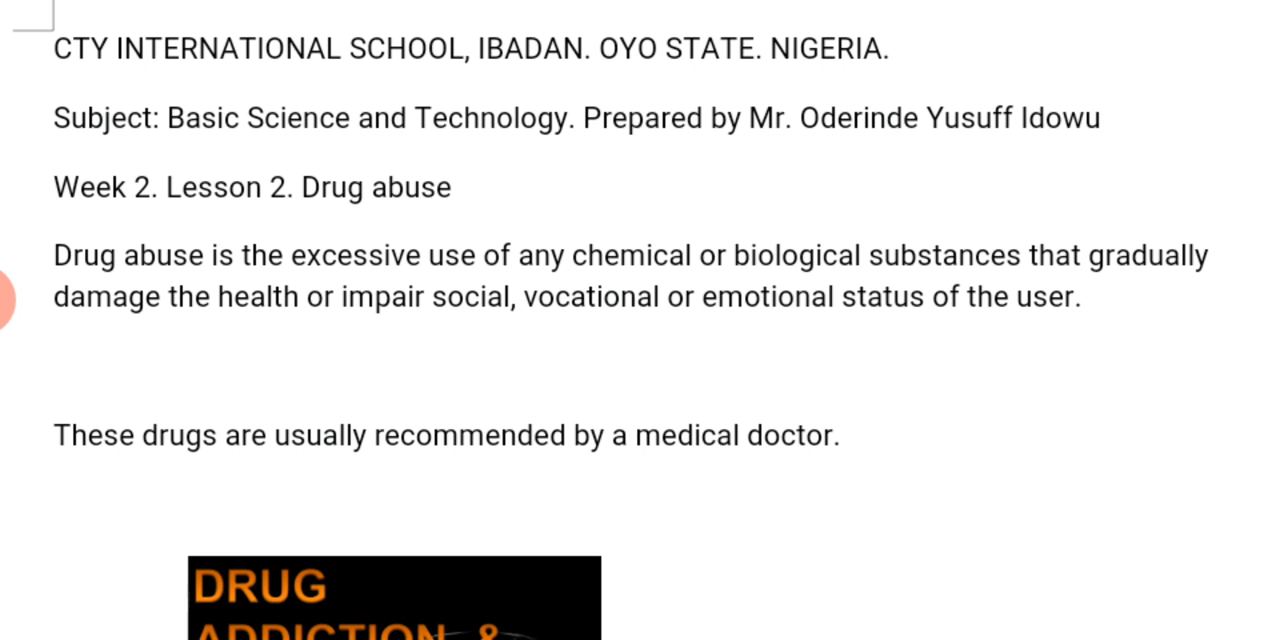 CTY INTERNATIONAL SCHOOL, IBADAN. OYO STATE. NIGERIA.
Subject: Basic Science and Technology. Prepared by Mr. Oderinde Yusuff Idowu
Week 2. Lesson 2. Drug abuse
Drug abuse is the excessive use of any chemical or biological substances that gradually
damage the health or impair social, vocational or emotional status of the user.
These drugs are usually recommended by a medical doctor.
DRUG
ADDICTION &